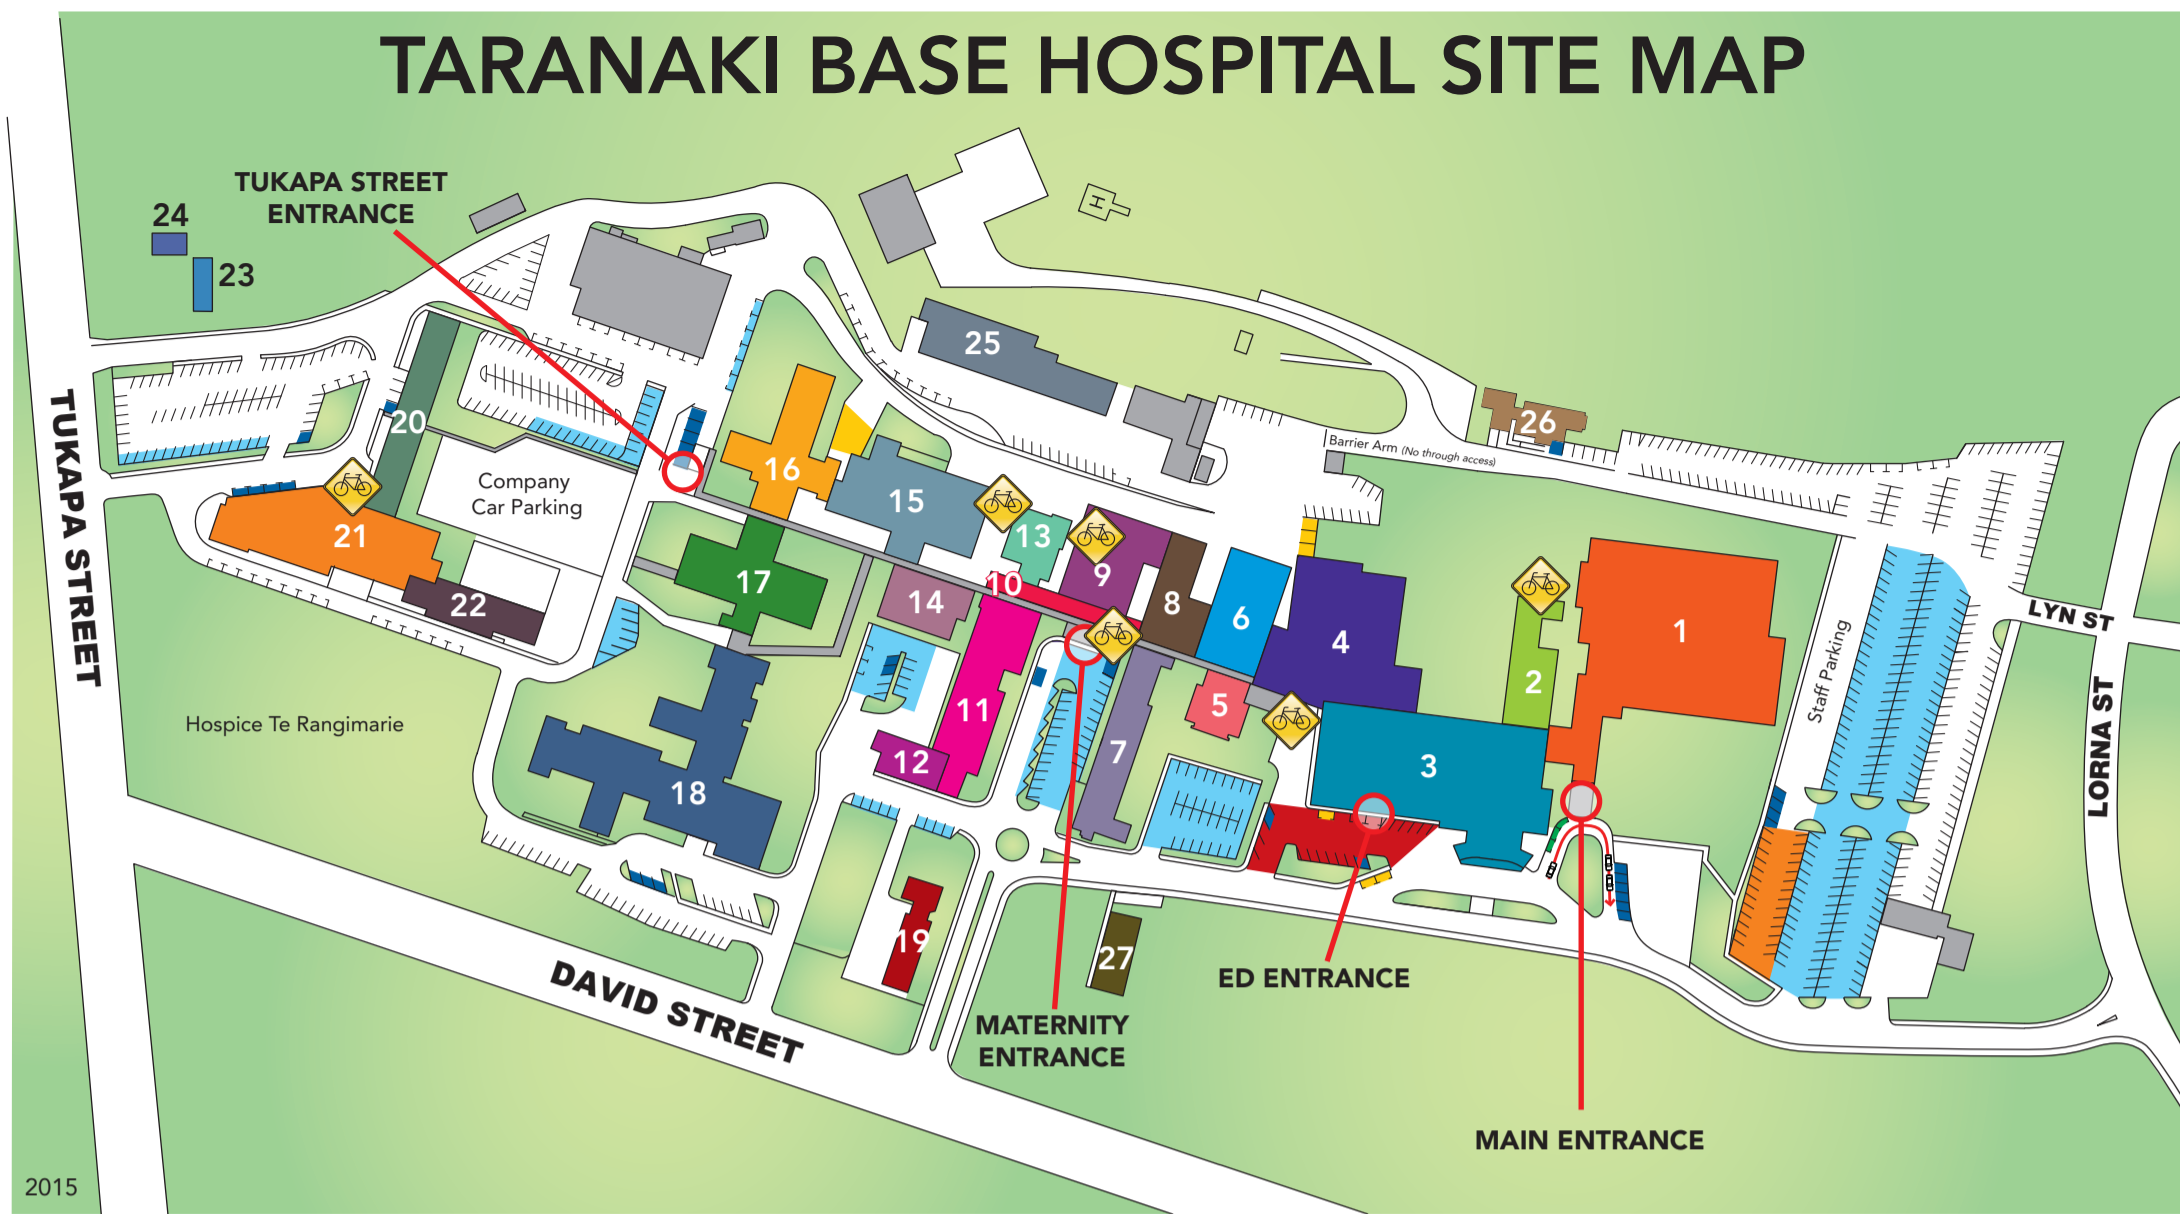 TARANAKI BASE HOSPITAL SITE MAP
TUKAPA STREET
ENTRANCE
24
23
H
25
26
Barrier Arm (No through access)
20
Company
Car Parking
16
15
13
21
22
17
14
10
9
8
6
4
2
1
TUKAPA STREET
LYN ST
LORNA ST
Staff Parking
Hospice Te Rangimarie
18
11
12
7
5
3
19
27
ED ENTRANCE
MATERNITY
ENTRANCE
MAIN ENTRANCE
DAVID STREET
2015